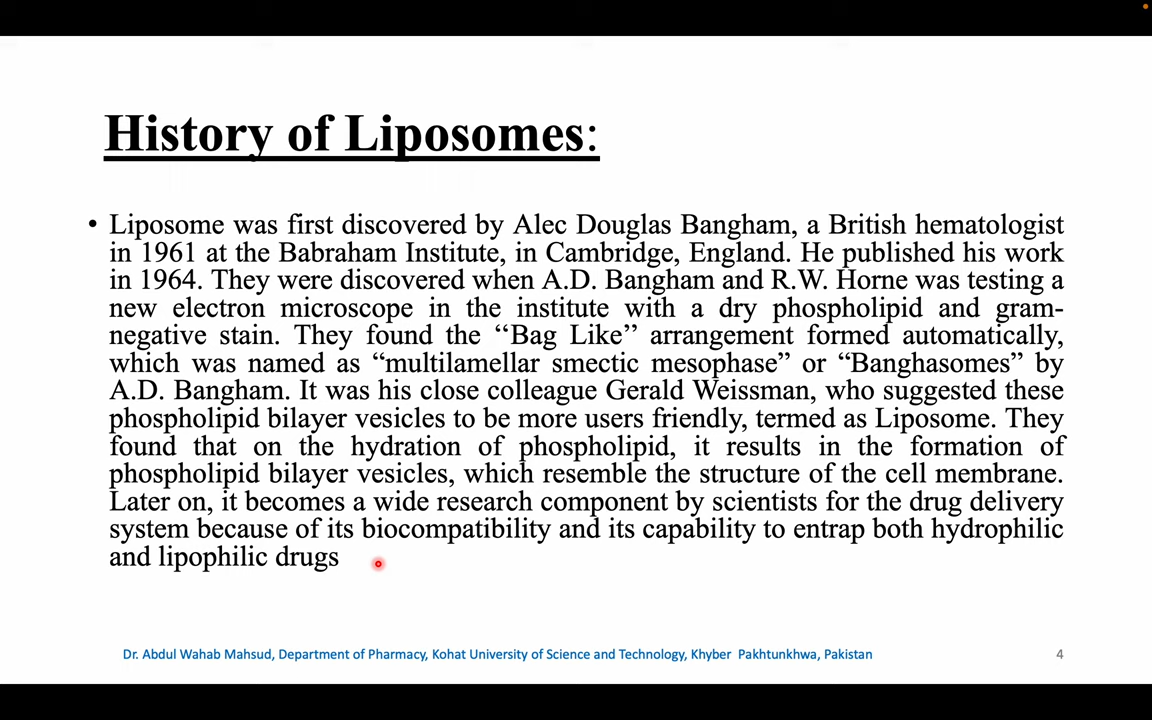 History of Liposomes:
• Liposome was first discovered by Alec Douglas Bangham, a British hematologist
in 1961 at the Babraham Institute, in Cambridge, England. He published his work
in 1964. They were discovered when A.D. Bangham and R.W. Horne was testing a
new electron microscope in the institute with a dry phospholipid and gram-
negative stain. They found the ‘‘Bag Like’’ arrangement formed automatically,
which was named as “multilamellar smectic mesophase” or “Banghasomes” by
A.D. Bangham. It was his close colleague Gerald Weissman, who suggested these
phospholipid bilayer vesicles to be more users friendly, termed as Liposome. They
found that on the hydration of phospholipid, it results in the formation of
phospholipid bilayer vesicles, which resemble the structure of the cell membrane.
Later on, it becomes a wide research component by scientists for the drug delivery
system because of its biocompatibility and its capability to entrap both hydrophilic
and lipophilic drugs
Dr. Abdul Wahab Mahsud, Department of Pharmacy, Kohat University of Science and Technology, Khyber Pakhtunkhwa, Pakistan
4